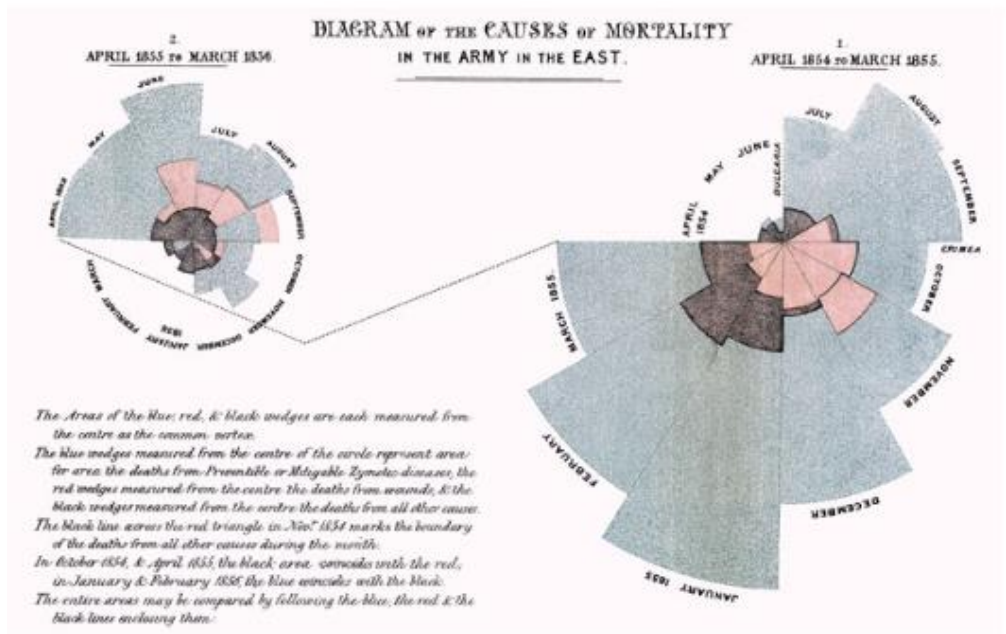 DIAGRAM OF THE CAUSES OF MORTALITY
IN THE ARMY IN THE EAST.
2.
APRIL 1855 TO MARCH 1856.
1.
APRIL 1854 TO MARCH 1855.
JUNE
JULY
MAY
AUGUST
APRIL 1855
SEPTEMBER
OCTOBER
NOVEMBER
DECEMBER
1856
JANUARY
FEBRUARY
MARCH
APRIL
1854
MAY
JUNE
BULGARIA
JULY
AUGUST
SEPTEMBER
CRIMEA
OCTOBER
NOVEMBER
DECEMBER
JANUARY 1855
FEBRUARY
MARCH 1855
The Areas of the blue, red, & black wedges are each measured from
the centre as the common vertex.
The blue wedges measured from the centre of the circle represent area
for area the deaths from Preventible or Mitigable Zymotic diseases, the
red wedges measured from the centre the deaths from wounds, & the
black wedges measured from the centre the deaths from all other causes.
The black line across the red triangle in Nov.r 1854 marks the boundary
of the deaths from all other causes during the month.
In October 1854, & April 1855, the black area coincides with the red,
in January & February 1856, the blue coincides with the black.
The entire areas may be compared by following the blue, the red & the
black lines enclosing them.